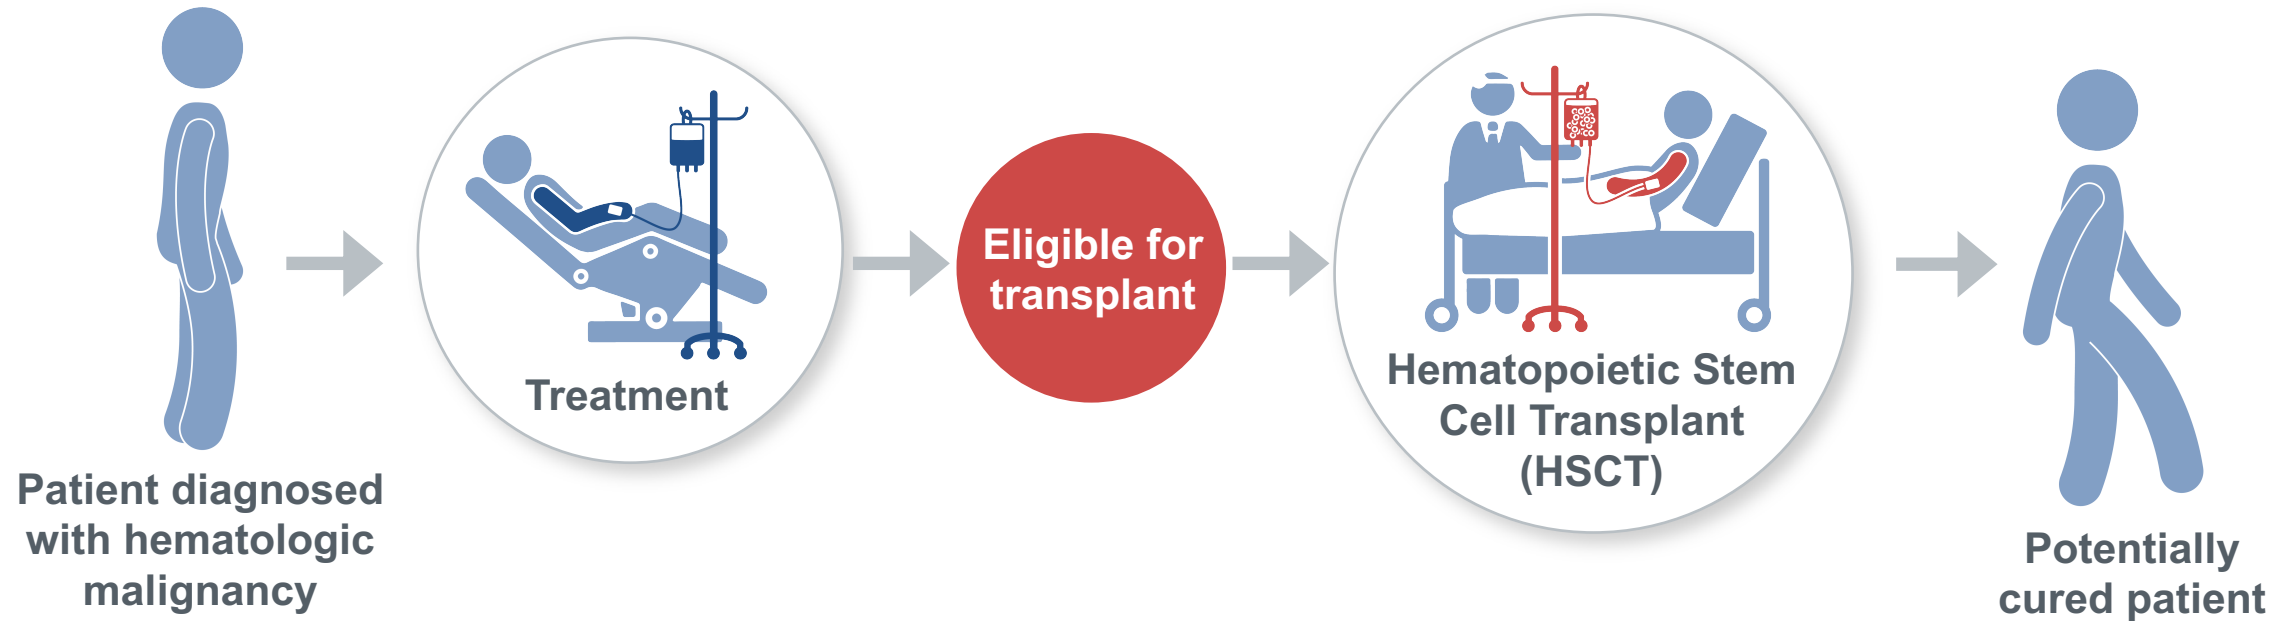 Patient diagnosed
with hematologic
malignancy
Treatment
Eligible for
transplant
Hematopoietic Stem
Cell Transplant
(HSCT)
Potentially
cured patient